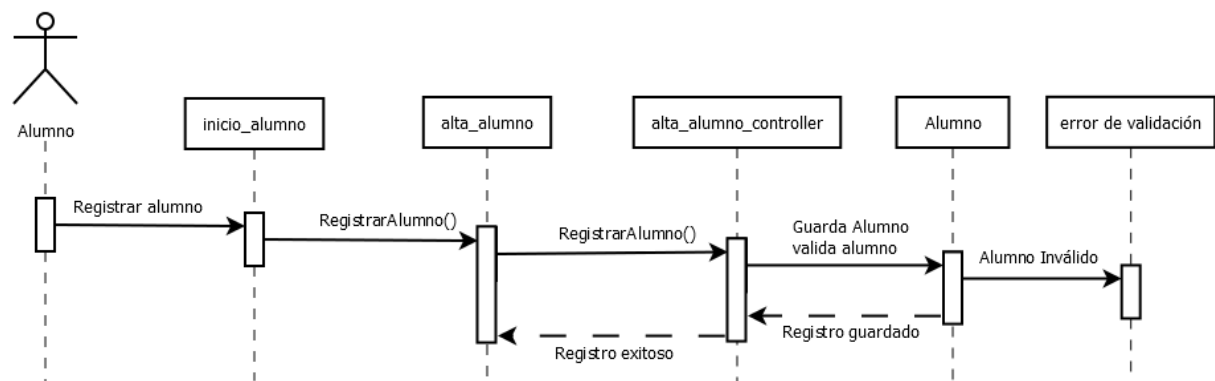 Alumno
inicio_alumno
alta_alumno
alta_alumno_controller
Alumno
error de validación
Registrar alumno
RegistrarAlumno()
RegistrarAlumno()
Guarda Alumno
valida alumno
Alumno Inválido
Registro guardado
Registro exitoso